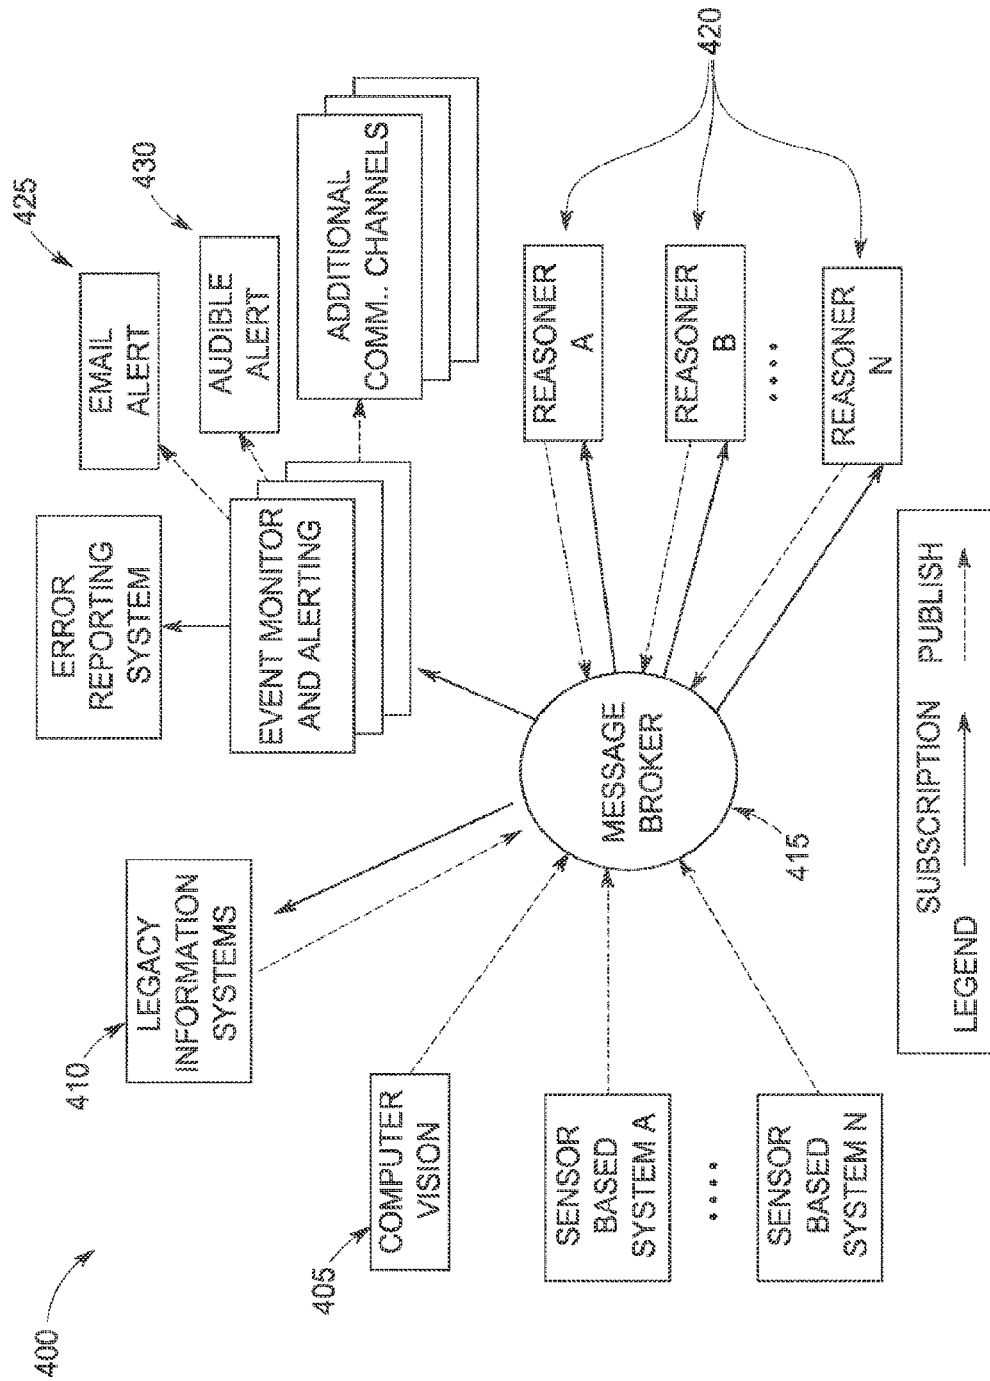 400
410
LEGACY
INFORMATION
SYSTEMS
ERROR
REPORTING
SYSTEM
425
EMAIL
ALERT
430
AUDIBLE
ALERT
EVENT MONITOR
AND ALERTING
ADDITIONAL
COMM.. CHANNELS
405
COMPUTER
VISION
SENSOR
BASED
SYSTEM A
....
SENSOR
BASED
SYSTEM N
MESSAGE
BROKER
415
REASONER
A
REASONER
B
....
REASONER
N
420
LEGEND
SUBSCRIPTION
PUBLISH